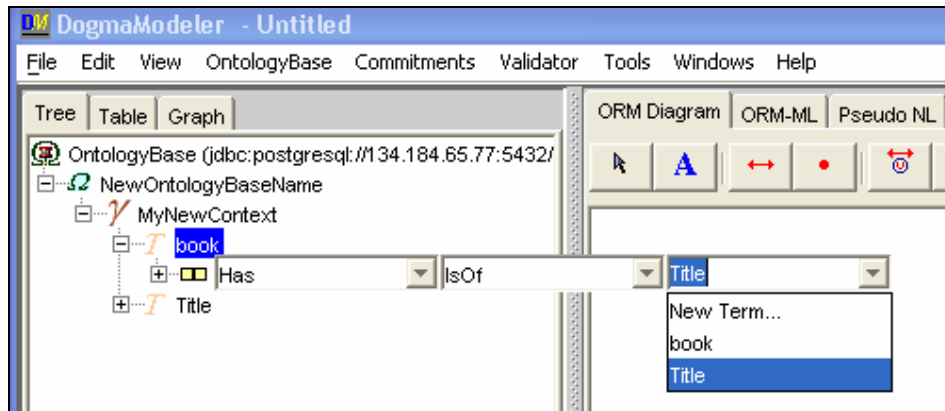 DM DogmaModeler - Untitled
File Edit View OntologyBase Commitments Validator Tools Windows Help
Tree Table Graph
ORM Diagram ORM-ML Pseudo NL
OntologyBase (jdbc:postgresql://134.184.65.77:5432/
A
Ω NewOntologyBaseName
γ MyNewContext
T book
Has IsOf Title
T Title
New Term...
book
Title